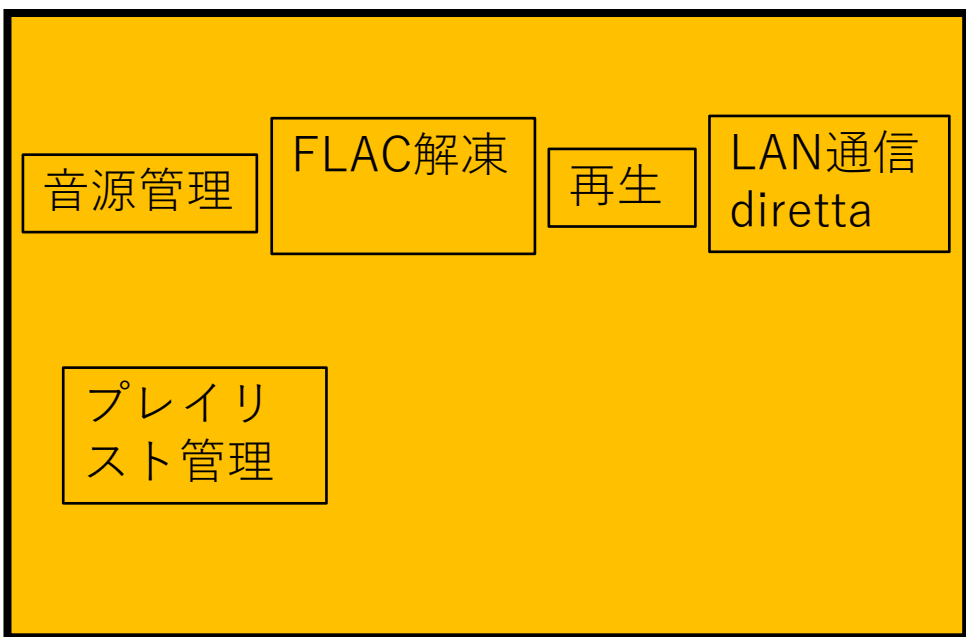 音源管理
FLAC解凍
再生
LAN通信
diretta
プレイリ
スト管理